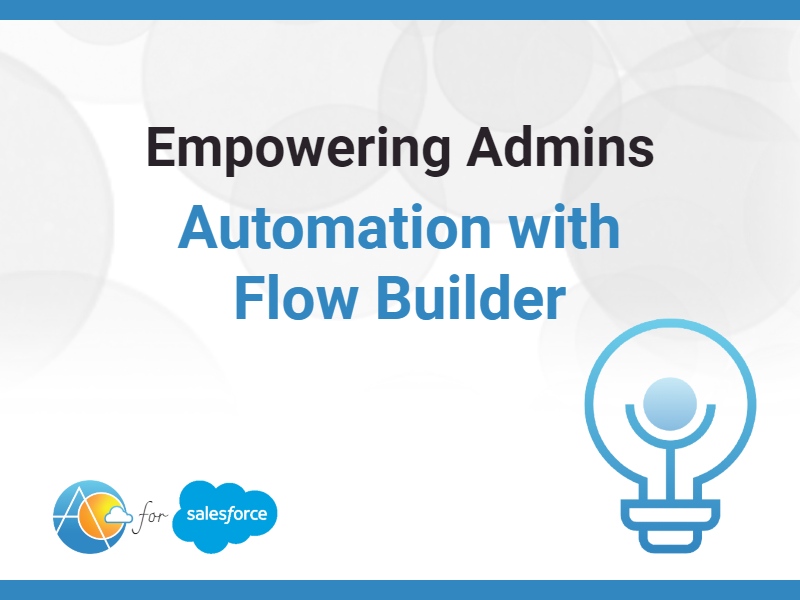 Empowering Admins
Automation with
Flow Builder
for
salesforce